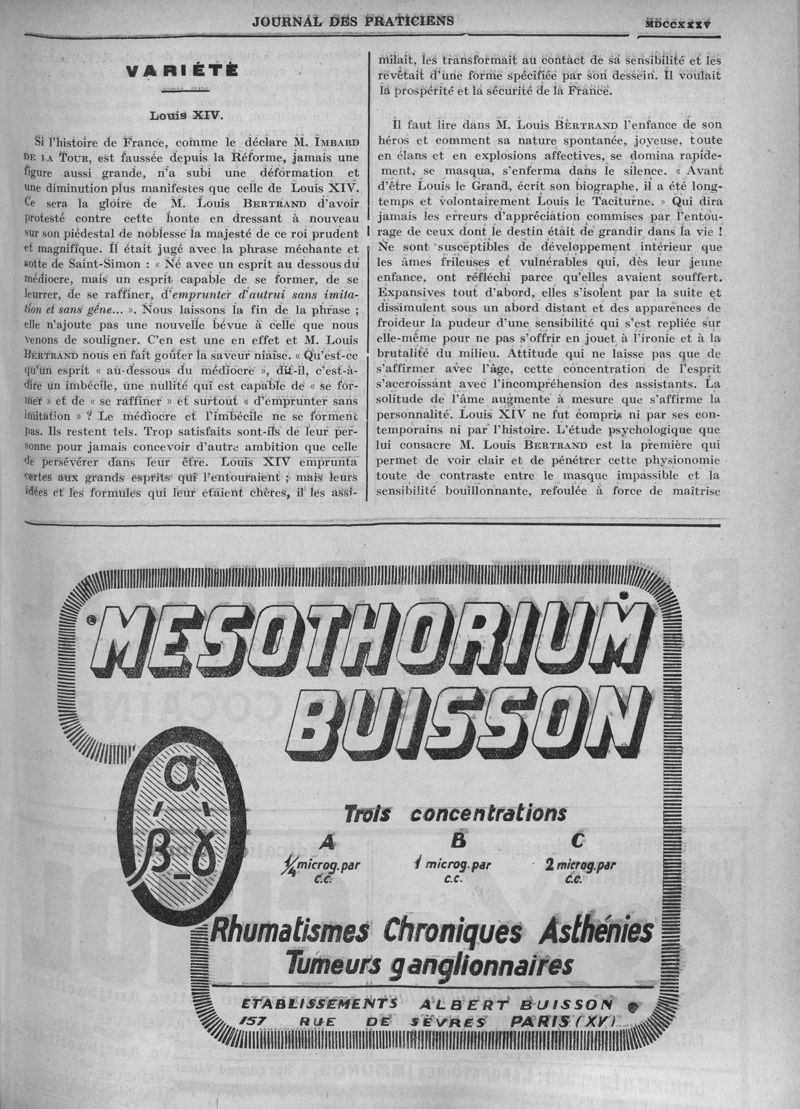 JOURNAL DES PRATICIENS
MDCCXXXV
VARIÉTÉ
Louis XIV.
Si l'histoire de France, comme le déclare M. IMBARD
DE LA TOUR, est faussée depuis la Réforme, jamais une
figure aussi grande, n'a subi une déformation et
une diminution plus manifestes que celle de Louis XIV.
Ce sera la gloire de M. Louis BERTRAND d'avoir
protesté contre cette honte en dressant à nouveau
sur son piédestal de noblesse la majesté de ce roi prudent
et magnifique. Il était jugé avec la phrase méchante et
sotte de Saint-Simon : « Né avec un esprit au dessous du
médiocre, mais un esprit capable de se former, de se
leurrer, de se raffiner, d'emprunter d'autrui sans imita-
tion et sans gêne... ». Nous laissons la fin de la phrase ;
elle n'ajoute pas une nouvelle bévue à celle que nous
venons de souligner. C'en est une en effet et M. Louis
BERTRAND nous en fait goûter la saveur niaise. « Qu'est-ce
qu'un esprit « au-dessous du médiocre », dit-il, c'est-à-
dire un imbécile, une nullité qui est capable de « se for-
mer » et de « se raffiner » et surtout « d'emprunter sans
imitation » ? Le médiocre et l'imbécile ne se forment
pas. Ils restent tels. Trop satisfaits sont-ils de leur per-
sonne pour jamais concevoir d'autre ambition que celle
de persévérer dans leur être. Louis XIV emprunta
certes aux grands esprits qui l'entouraient ; mais leurs
idées et les formules qui leur étaient chères, il les assi-
milait, les transformait au contact de sa sensibilité et les
revêtait d'une forme spécifiée par son dessein. Il voulait
la prospérité et la sécurité de la France.
Il faut lire dans M. Louis BERTRAND l'enfance de son
héros et comment sa nature spontanée, joyeuse, toute
en élans et en explosions affectives, se domina rapide-
ment, se masqua, s'enferma dans le silence. « Avant
d'être Louis le Grand, écrit son biographe, il a été long-
temps et volontairement Louis le Taciturne. » Qui dira
jamais les erreurs d'appréciation commises par l'entou-
rage de ceux dont le destin était de grandir dans la vie !
Ne sont susceptibles de développement intérieur que
les âmes frileuses et vulnérables qui, dès leur jeune
enfance, ont réfléchi parce qu'elles avaient souffert.
Expansives tout d'abord, elles s'isolent par la suite et
dissimulent sous un abord distant et des apparences de
froideur la pudeur d'une sensibilité qui s'est repliée sur
elle-même pour ne pas s'offrir en jouet à l'ironie et à la
brutalité du milieu. Attitude qui ne laisse pas que de
s'affirmer avec l'âge, cette concentration de l'esprit
s'accroissant avec l'incompréhension des assistants. La
solitude de l'âme augmente à mesure que s'affirme la
personnalité. Louis XIV ne fut compris ni par ses con-
temporains ni par l'histoire. L'étude psychologique que
lui consacre M. Louis BERTRAND est la première qui
permet de voir clair et de pénétrer cette physionomie
toute de contraste entre le masque impassible et la
sensibilité bouillonnante, refoulée à force de maîtrise
MESOTHORIUM
BUISSON
α
β_γ
Trois concentrations
A B C
1/4 microg. par 1 microg. par 2 microg. par
c.c. c.c. c.c.
Rhumatismes Chroniques Asthénies
Tumeurs ganglionnaires
ETABLISSEMENTS ALBERT BUISSON
157 RUE DE SÈVRES PARIS (XV)